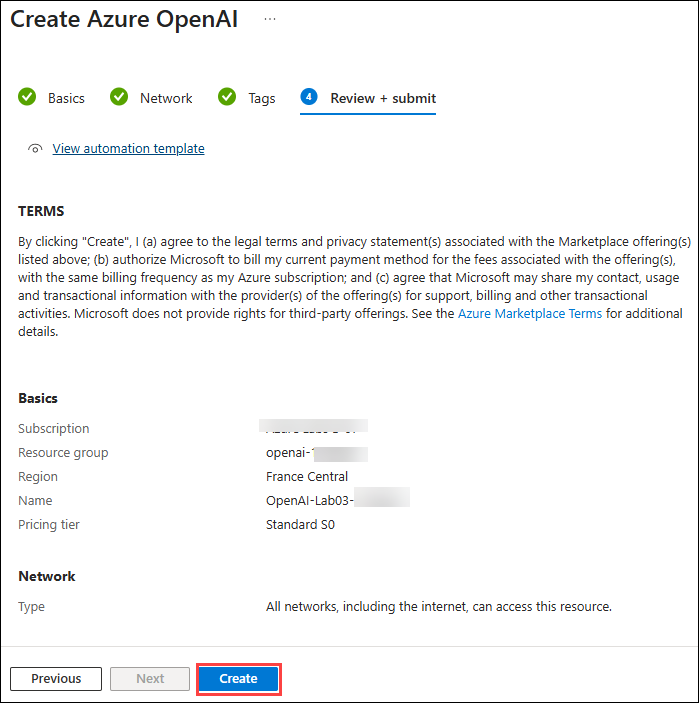 Create Azure OpenAI ...
Basics Network Tags 4 Review + submit
View automation template
TERMS
By clicking "Create", I (a) agree to the legal terms and privacy statement(s) associated with the Marketplace offering(s)
listed above; (b) authorize Microsoft to bill my current payment method for the fees associated with the offering(s),
with the same billing frequency as my Azure subscription; and (c) agree that Microsoft may share my contact, usage
and transactional information with the provider(s) of the offering(s) for support, billing and other transactional
activities. Microsoft does not provide rights for third-party offerings. See the Azure Marketplace Terms for additional
details.
Basics
Subscription
Resource group openai-
Region France Central
Name OpenAI-Lab03-
Pricing tier Standard S0
Network
Type All networks, including the internet, can access this resource.
Previous Next Create